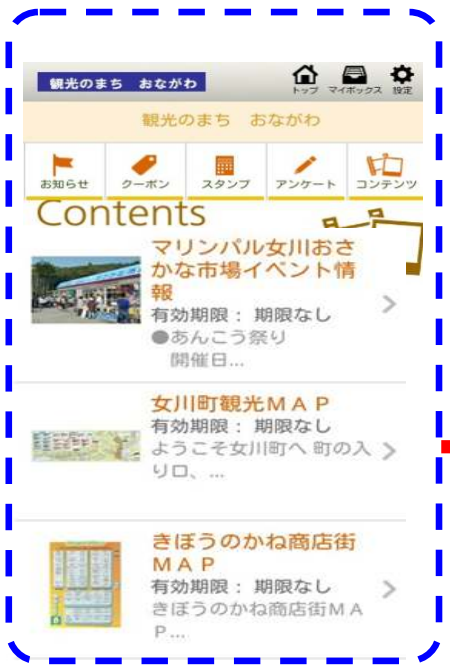 観光のまち おながわ
トップ マイボックス 設定
観光のまち おながわ
お知らせ クーポン スタンプ アンケート コンテンツ
Contents
マリンパル女川おさ
かな市場イベント情
報
有効期限： 期限なし
●あんこう祭り
開催日...
女川町観光ＭＡＰ
有効期限： 期限なし
ようこそ女川町へ 町の入
り口、...
きぼうのかね商店街
ＭＡＰ
有効期限： 期限なし
きぼうのかね商店街ＭＡ
Ｐ...